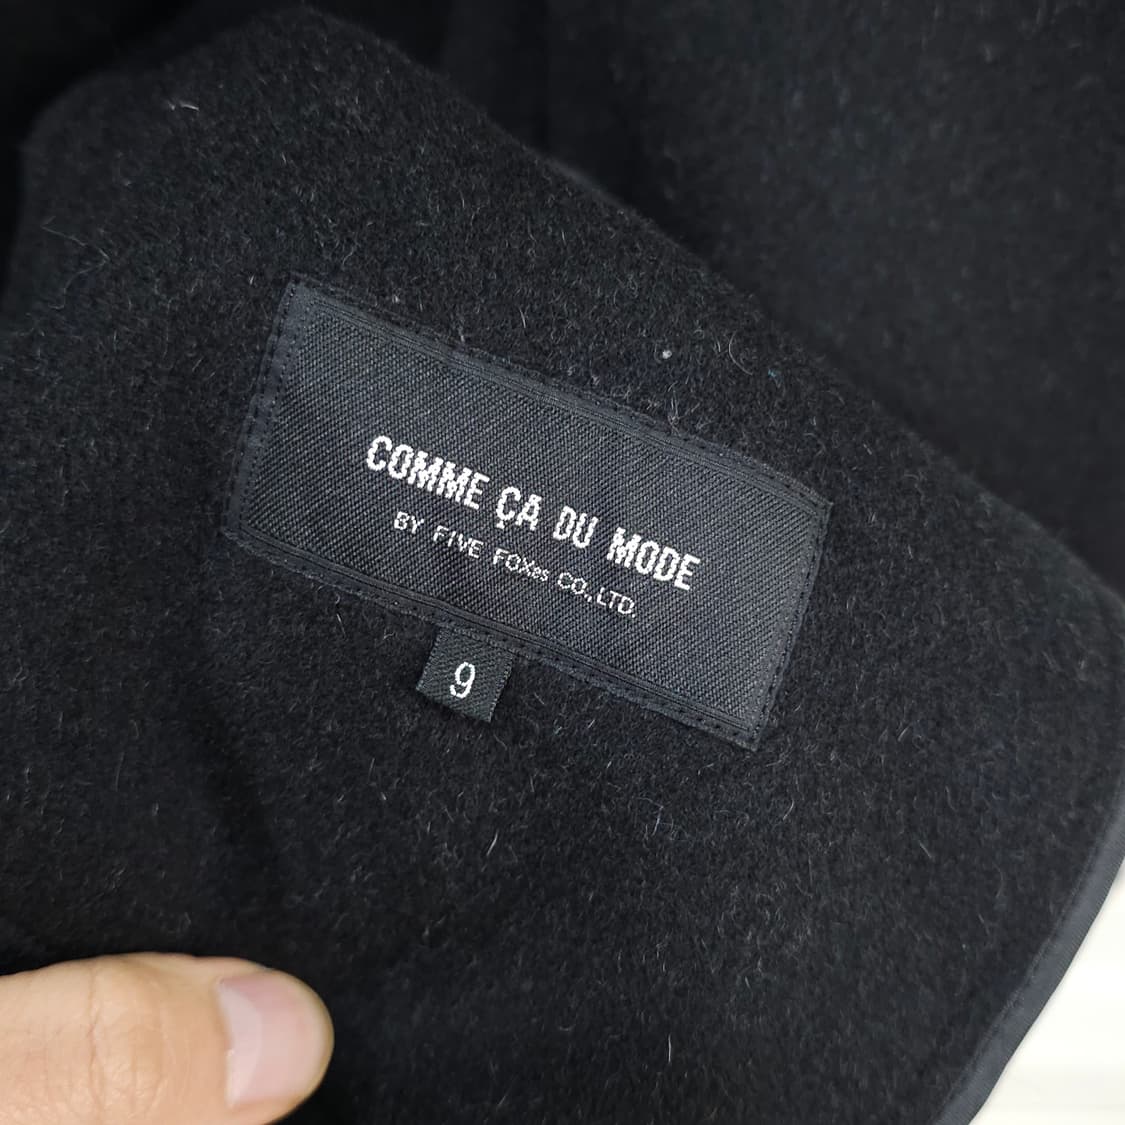 COMME ÇA DU MODE
BY FIVE FOXes CO.,LTD.
9